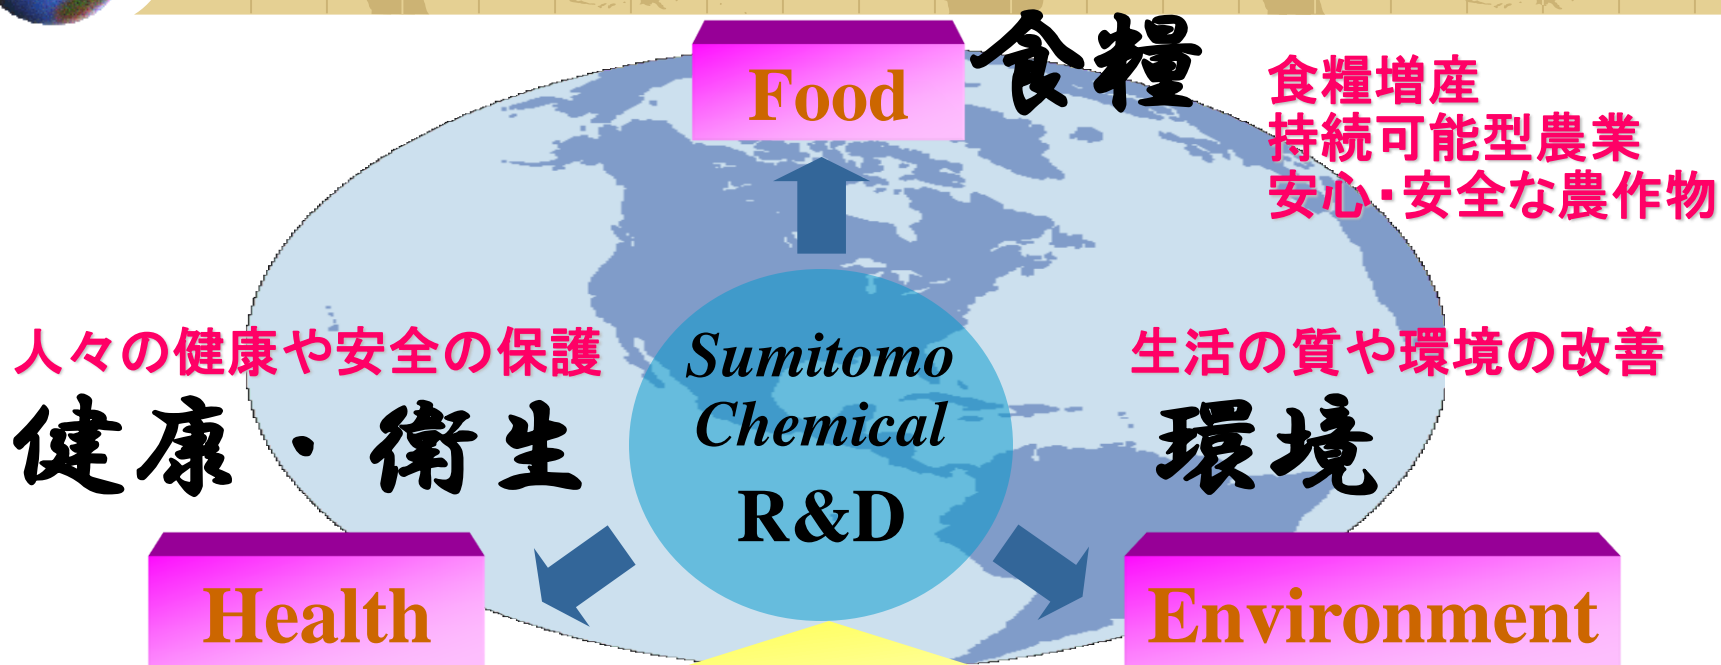 Food
食糧
食糧増産
持続可能型農業
安心・安全な農作物
人々の健康や安全の保護
健康・衛生
Sumitomo
Chemical
R&D
生活の質や環境の改善
環境
Health
Environment